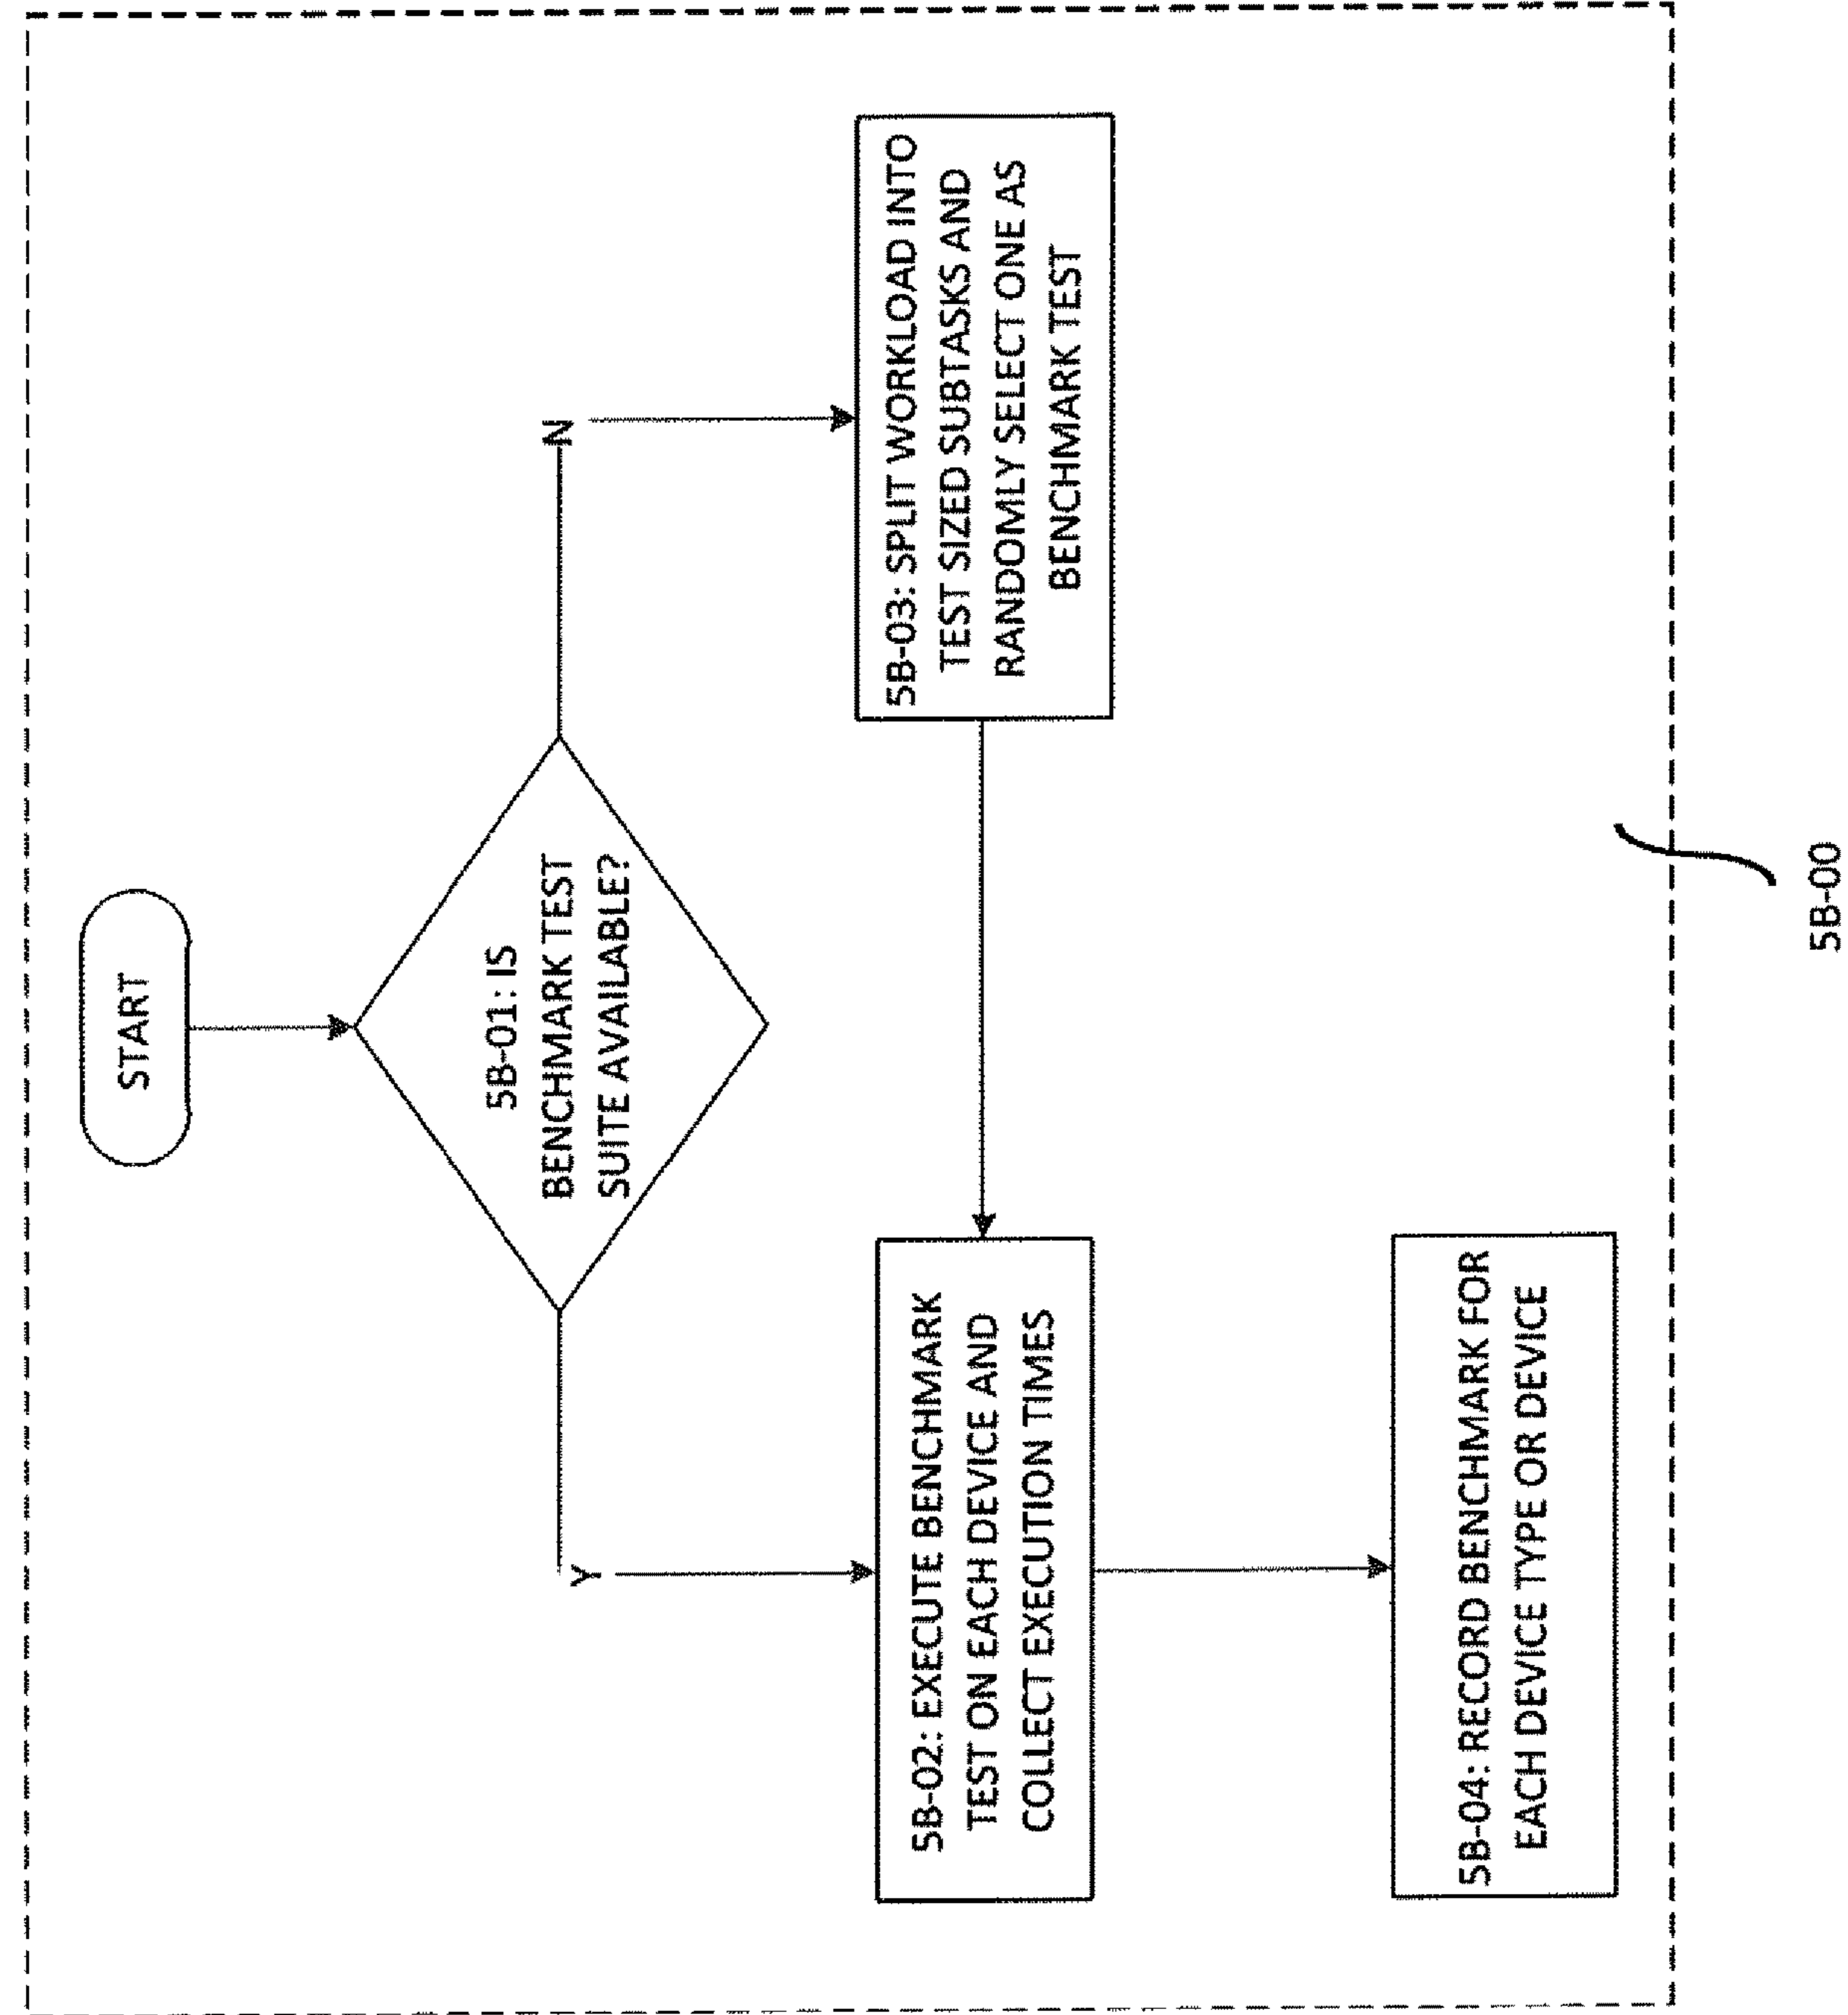 START
5B-01: IS
BENCHMARK TEST
SUITE AVAILABLE?
Y
N
5B-02: EXECUTE BENCHMARK
TEST ON EACH DEVICE AND
COLLECT EXECUTION TIMES
5B-03: SPLIT WORKLOAD INTO
TEST SIZED SUBTASKS AND
RANDOMLY SELECT ONE AS
BENCHMARK TEST
5B-04: RECORD BENCHMARK FOR
EACH DEVICE TYPE OR DEVICE
5B-00